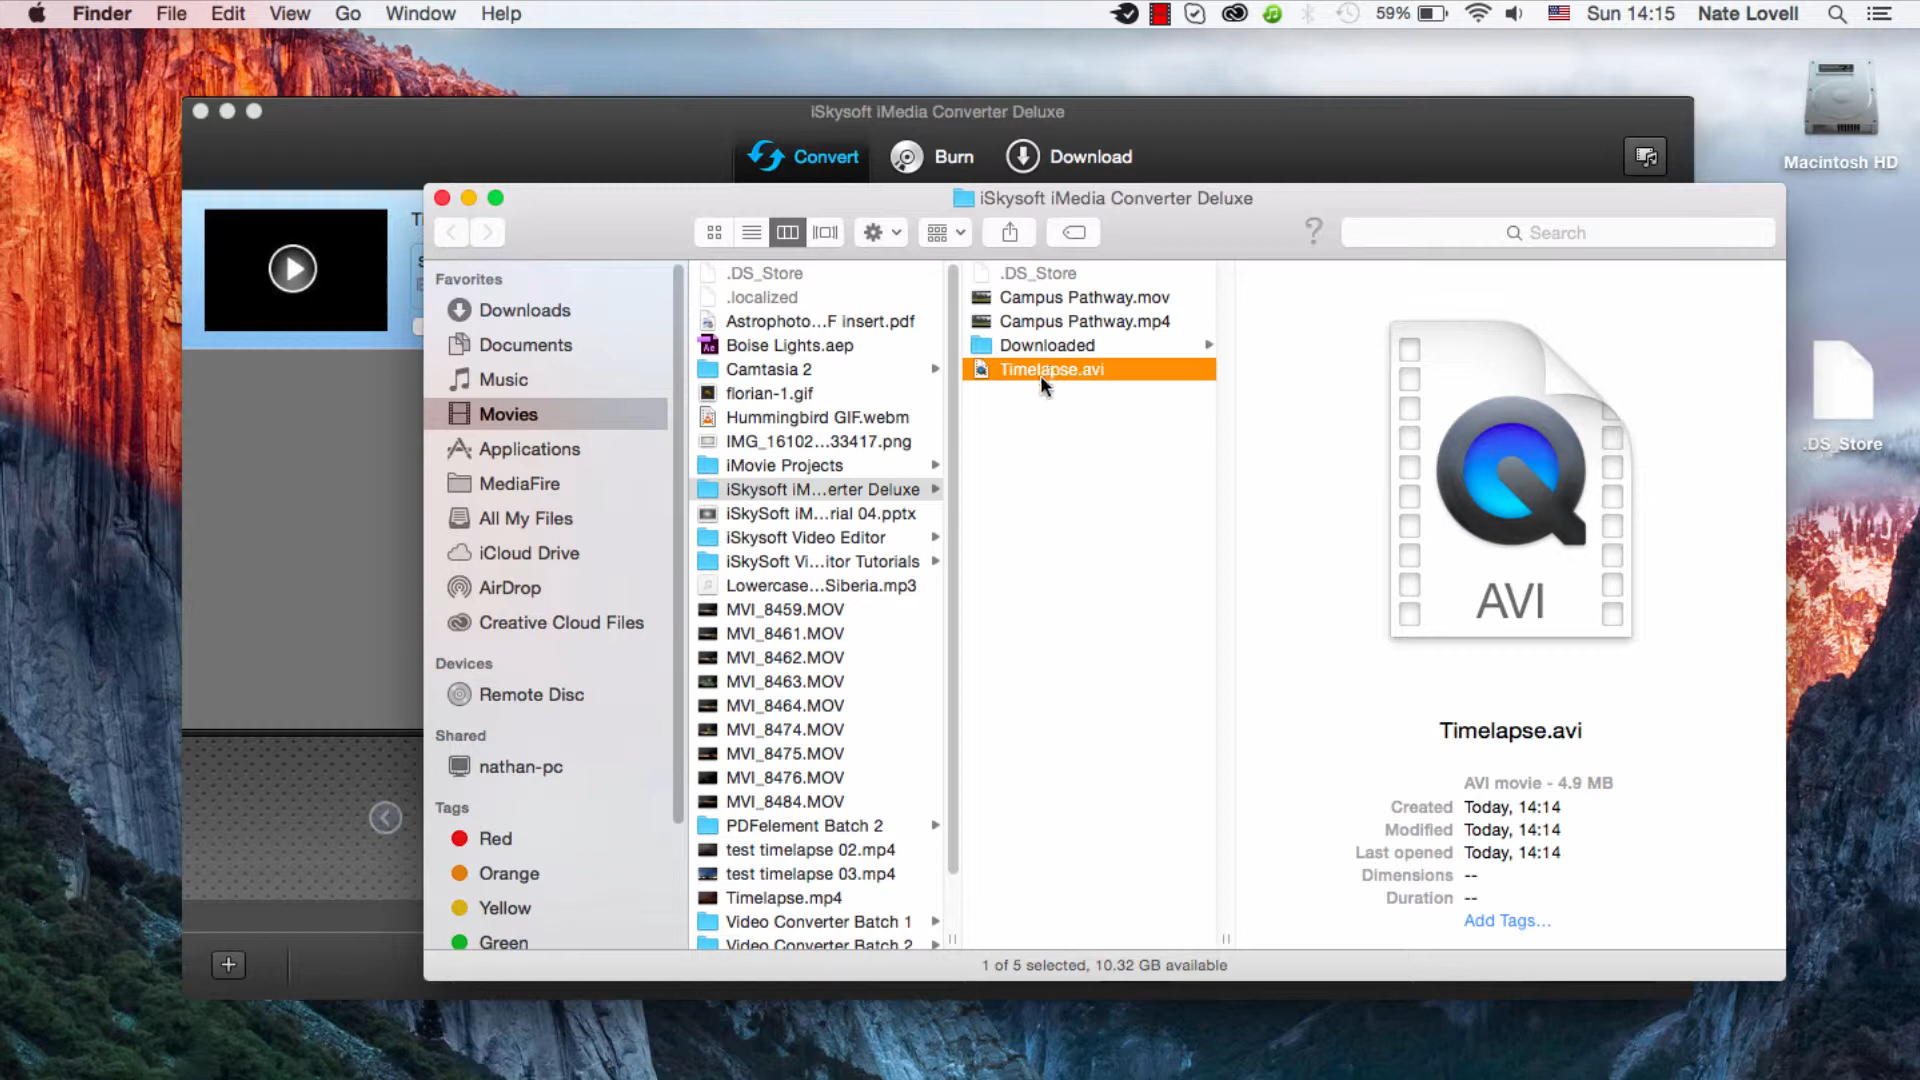 Finder File Edit View Go Window Help 59% Sun 14:15 Nate Lovell
iSkysoft iMedia Converter Deluxe
Convert Burn Download
Macintosh HD
.DS_Store
iSkysoft iMedia Converter Deluxe
? Search
Favorites
Downloads
Documents
Music
Movies
Applications
MediaFire
All My Files
iCloud Drive
AirDrop
Creative Cloud Files
Devices
Remote Disc
Shared
nathan-pc
Tags
Red
Orange
Yellow
Green
.DS_Store
.localized
Astrophoto...F insert.pdf
Ae Boise Lights.aep
Camtasia 2
florian-1.gif
Hummingbird GIF.webm
IMG_16102...33417.png
iMovie Projects
iSkysoft iM...erter Deluxe
iSkySoft iM...rial 04.pptx
iSkysoft Video Editor
iSkySoft Vi...itor Tutorials
Lowercase...Siberia.mp3
MVI_8459.MOV
MVI_8461.MOV
MVI_8462.MOV
MVI_8463.MOV
MVI_8464.MOV
MVI_8474.MOV
MVI_8475.MOV
MVI_8476.MOV
MVI_8484.MOV
PDFelement Batch 2
test timelapse 02.mp4
test timelapse 03.mp4
Timelapse.mp4
Video Converter Batch 1
Video Converter Batch 2
.DS_Store
Campus Pathway.mov
Campus Pathway.mp4
Downloaded
Timelapse.avi
AVI
Timelapse.avi
AVI movie - 4.9 MB
Created Today, 14:14
Modified Today, 14:14
Last opened Today, 14:14
Dimensions --
Duration --
Add Tags...
1 of 5 selected, 10.32 GB available